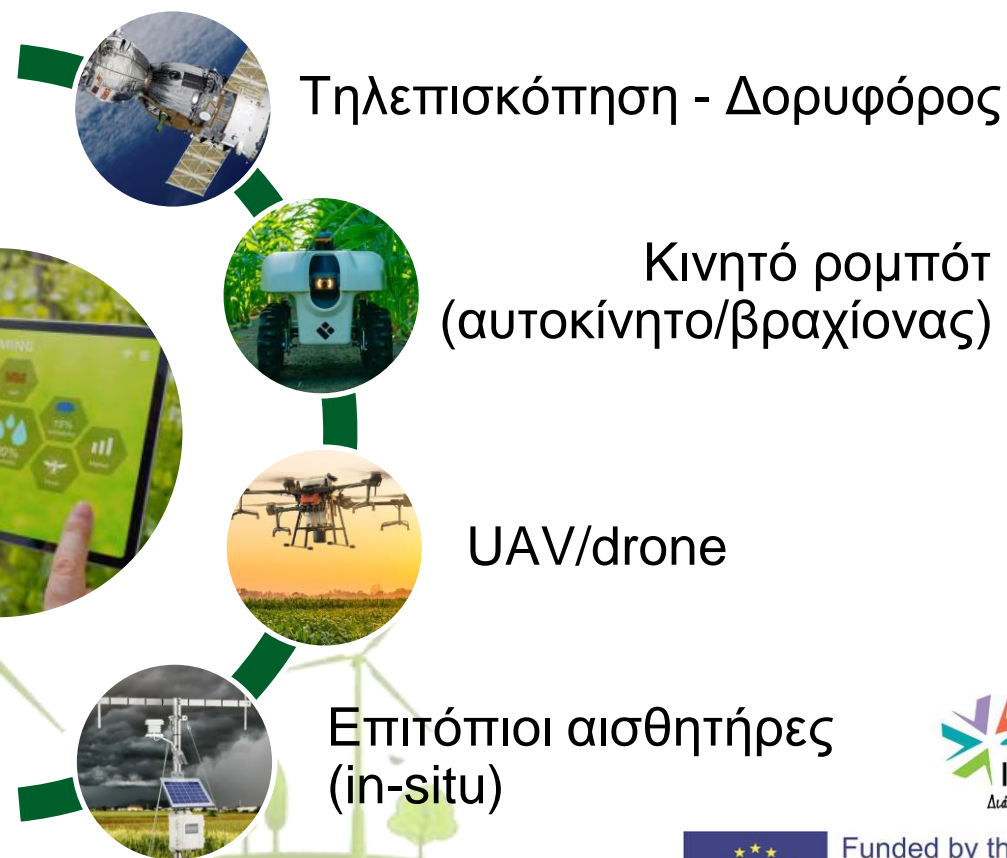 Τηλεπισκόπηση - Δορυφόρος
Κινητό ρομπότ
(αυτοκίνητο/βραχίονας)
UAV/drone
Επιτόπιοι αισθητήρες
(in-situ)
Funded by th